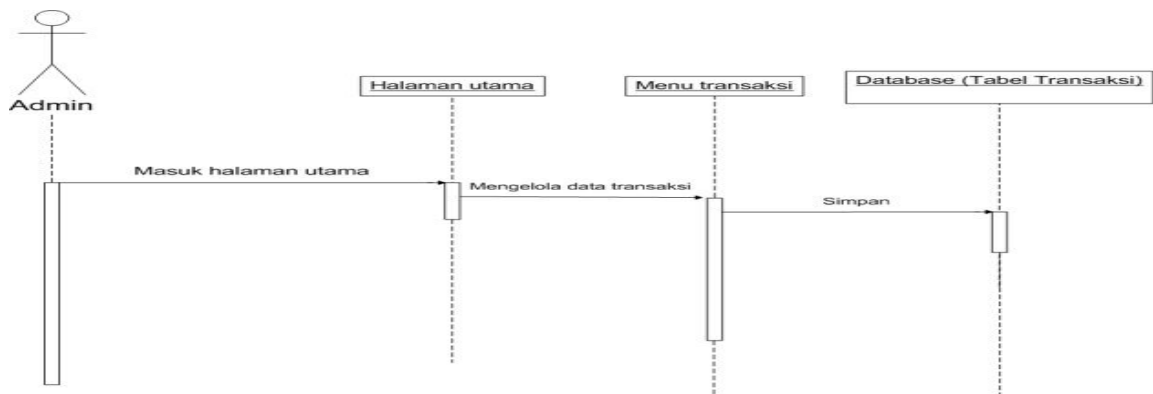 Admin
Halaman utama
Menu transaksi
Database (Tabel Transaksi)
Masuk halaman utama
Mengelola data transaksi
Simpan